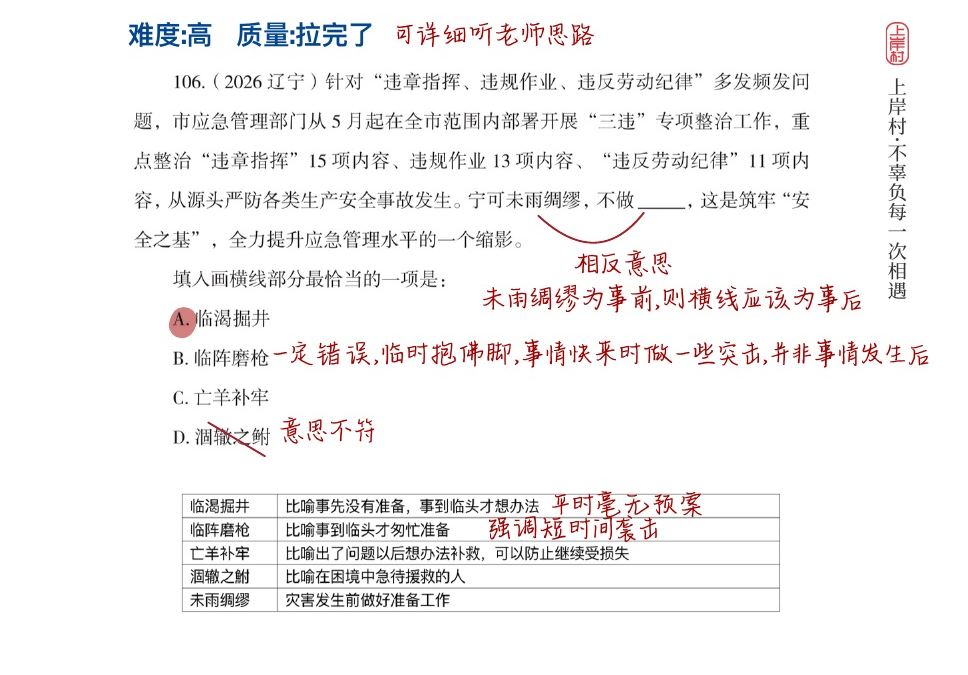 难度:高 质量:拉完了 可详细听老师思路
上岸村
上岸村·不辜负每一次相遇
106.（2026 辽宁）针对“违章指挥、违规作业、违反劳动纪律”多发频发问
题，市应急管理部门从 5 月起在全市范围内部署开展“三违”专项整治工作，重
点整治“违章指挥”15 项内容、违规作业 13 项内容、“违反劳动纪律”11 项内
容，从源头严防各类生产安全事故发生。宁可未雨绸缪，不做_____，这是筑牢“安
全之基”，全力提升应急管理水平的一个缩影。
相反意思
填入画横线部分最恰当的一项是：
未雨绸缪为事前,则横线应该为事后
A. 临渴掘井
B. 临阵磨枪 一定错误,临时抱佛脚,事情快来时做一些突击,并非事情发生后
C. 亡羊补牢
D. 涸辙之鲋 意思不符
临渴掘井 比喻事先没有准备，事到临头才想办法 平时毫无预案
临阵磨枪 比喻事到临头才匆忙准备 强调短时间袭击
亡羊补牢 比喻出了问题以后想办法补救，可以防止继续受损失
涸辙之鲋 比喻在困境中急待援救的人
未雨绸缪 灾害发生前做好准备工作